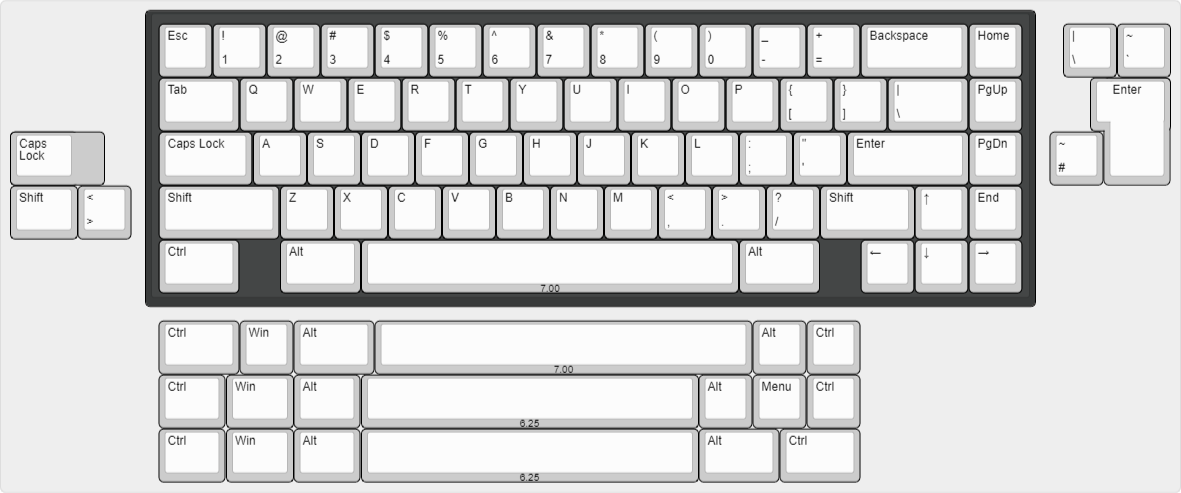 Esc ! @ # $ % ^ & * ( ) _ + Backspace Home | ~
1 2 3 4 5 6 7 8 9 0 - = \ `
Tab Q W E R T Y U I O P { } | PgUp Enter
[ ] \
Caps Lock Caps Lock A S D F G H J K L : " Enter PgDn ~
; ' #
Shift < Shift Z X C V B N M < > ? Shift ↑ End
> , . /
Ctrl Alt Alt ← ↓ →
7.00
Ctrl Win Alt Alt Ctrl
7.00
Ctrl Win Alt Alt Menu Ctrl
6.25
Ctrl Win Alt Alt Ctrl
6.25